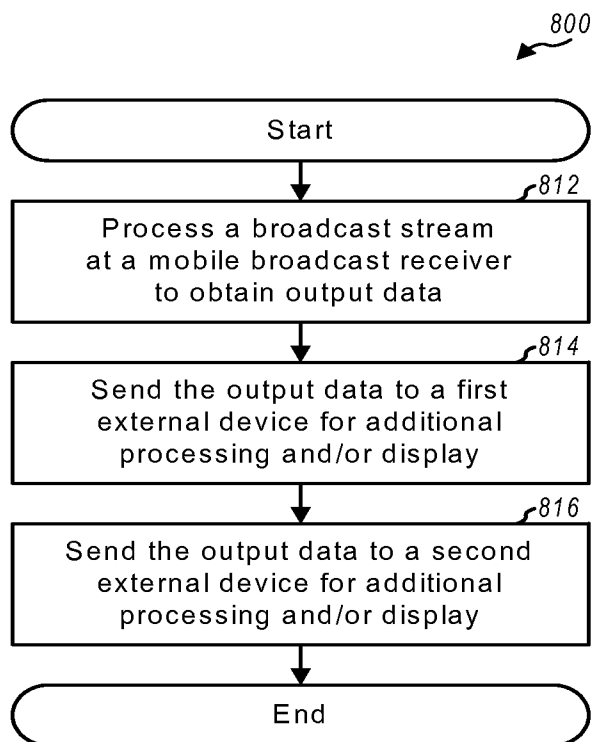 800
Start
812
Process a broadcast stream
at a mobile broadcast receiver
to obtain output data
814
Send the output data to a first
external device for additional
processing and/or display
816
Send the output data to a second
external device for additional
processing and/or display
End